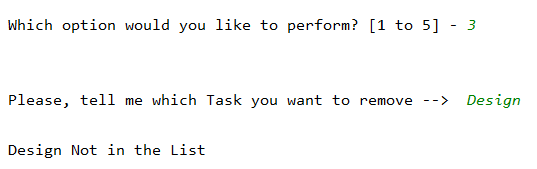 Which option would you like to perform? [1 to 5] - 3
Please, tell me which Task you want to remove --> Design
Design Not in the List